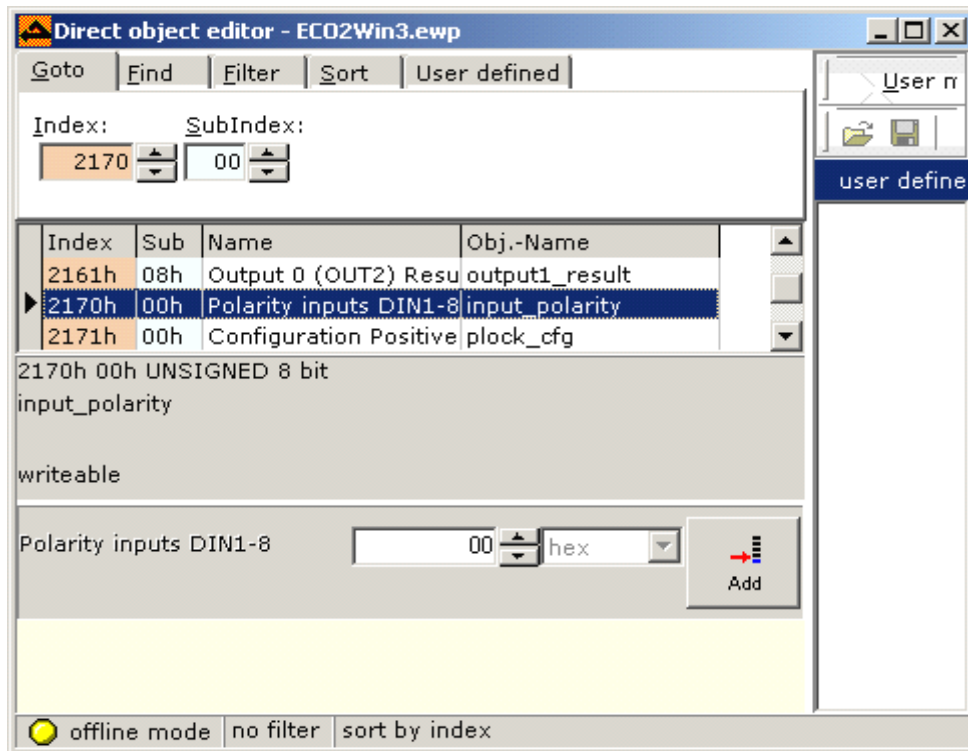 Direct object editor - ECO2Win3.ewp
Goto Find Filter Sort User defined
Index: SubIndex:
2170 00
User
user define
Index Sub Name Obj.-Name
2161h 08h Output 0 (OUT2) Resu output1_result
2170h 00h Polarity inputs DIN1-8 input_polarity
2171h 00h Configuration Positive plock_cfg
2170h 00h UNSIGNED 8 bit
input_polarity
writeable
Polarity inputs DIN1-8 00 hex
Add
offline mode no filter sort by index